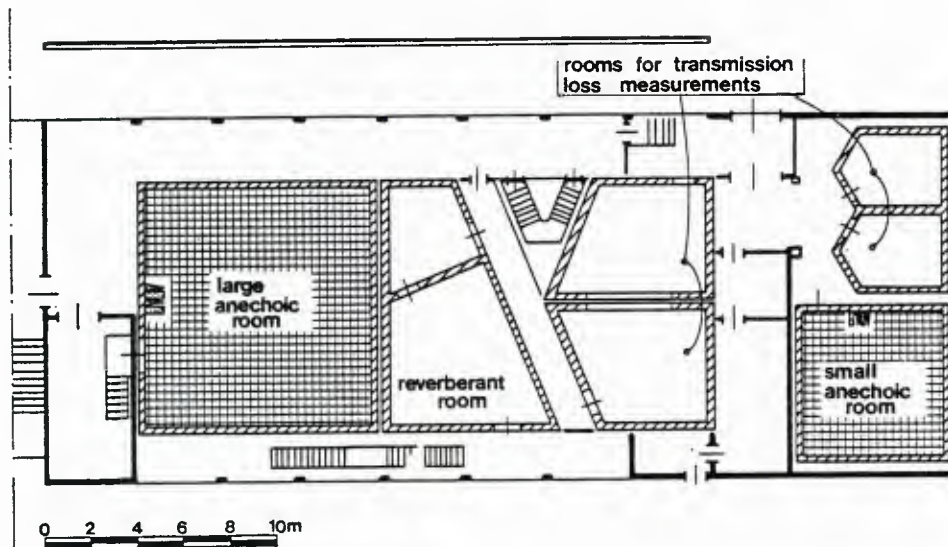 rooms for transmission
loss measurements
large
anechoic
room
reverberant
room
small
anechoic
room
0 2 4 6 8 10m